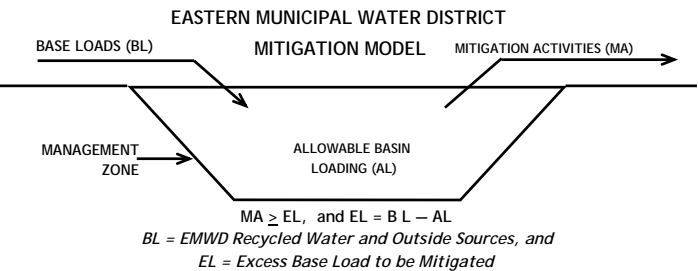 EASTERN MUNICIPAL WATER DISTRICT
MITIGATION MODEL
BASE LOADS (BL)
MITIGATION ACTIVITIES (MA)
MANAGEMENT
ZONE
ALLOWABLE BASIN
LOADING (AL)
MA ≥ EL, and EL = B L — AL
BL = EMWD Recycled Water and Outside Sources, and
EL = Excess Base Load to be Mitigated